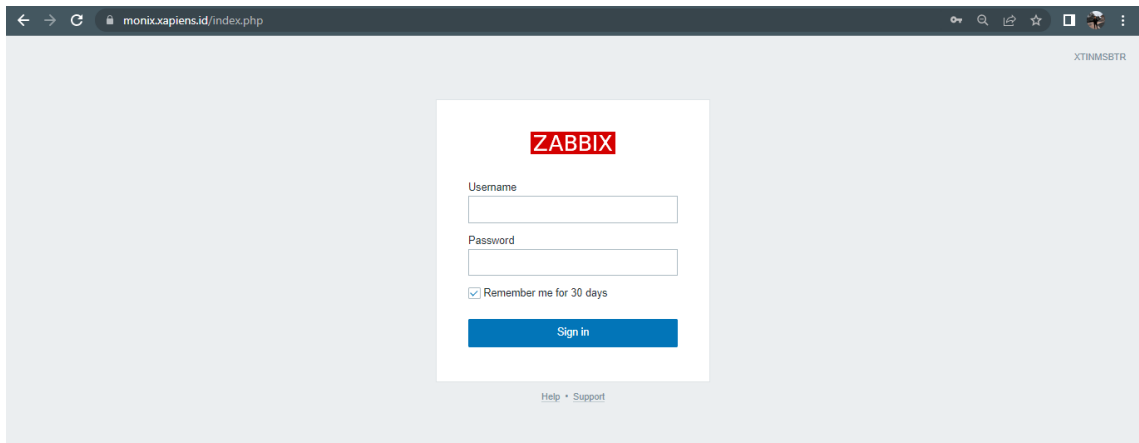 monix.xapiens.id/index.php
XTINMSBTR
ZABBIX
Username
Password
Remember me for 30 days
Sign in
Help • Support